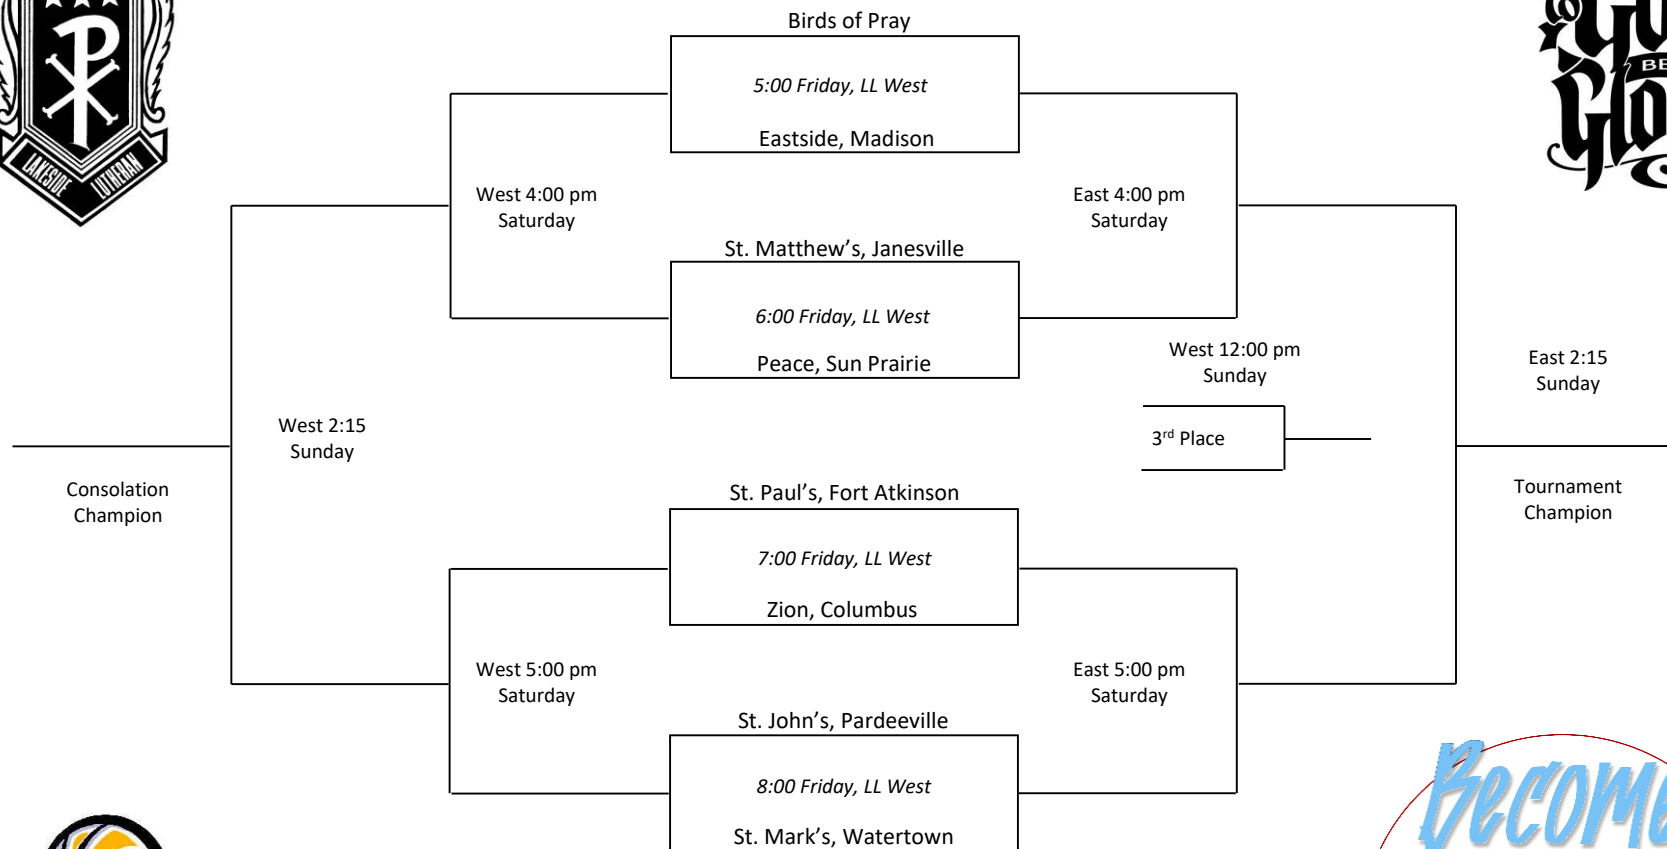 Birds of Pray
5:00 Friday, LL West
Eastside, Madison
West 4:00 pm
Saturday
East 4:00 pm
Saturday
St. Matthew’s, Janesville
6:00 Friday, LL West
Peace, Sun Prairie
West 12:00 pm
Sunday
East 2:15
Sunday
West 2:15
Sunday
3rd Place
Consolation
Champion
Tournament
Champion
St. Paul’s, Fort Atkinson
7:00 Friday, LL West
Zion, Columbus
West 5:00 pm
Saturday
East 5:00 pm
Saturday
St. John’s, Pardeeville
8:00 Friday, LL West
St. Mark’s, Watertown
LAKESIDE LUTHERAN
Become